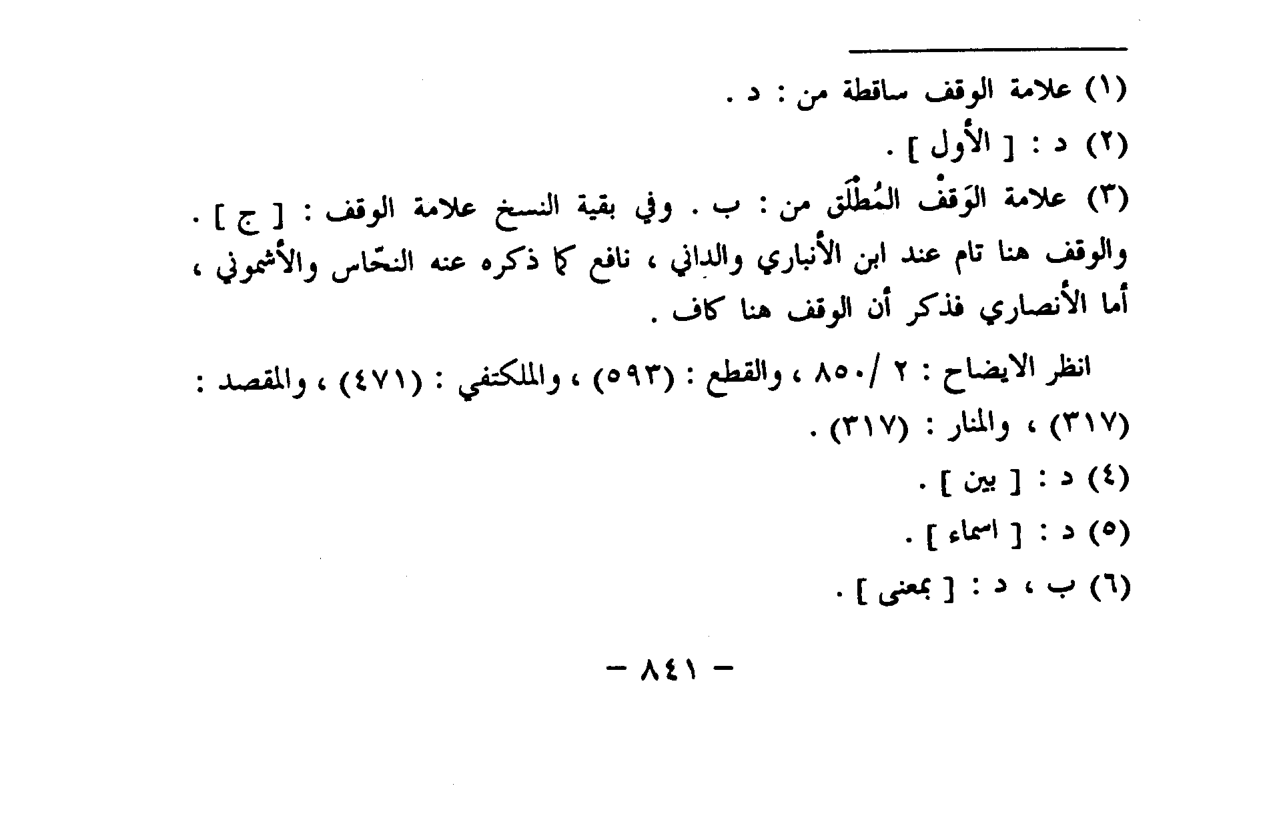 (١) علامة الوقف ساقطة من : د .
(٢) د : [ الأول ] .
(٣) علامة الوَقفْ المُطْلَق من : ب . وفي بقية النسخ علامة الوقف : [ ج ] .
والوقف هنا تام عند ابن الأنباري والداني ، نافع كما ذكره عنه النحّاس والأشموني ،
أما الأنصاري فذكر أن الوقف هنا كاف .
انظر الايضاح : ٢ /٨٥٠ ، والقطع : (٥٩٣) ، والملكتفي : (٤٧١) ، والمقصد :
(٣١٧) ، والمنار : (٣١٧) .
(٤) د : [ بين ] .
(٥) د : [ اسماء ] .
(٦) ب ، د : [ بمعنى ] .
— ٨٤١ —